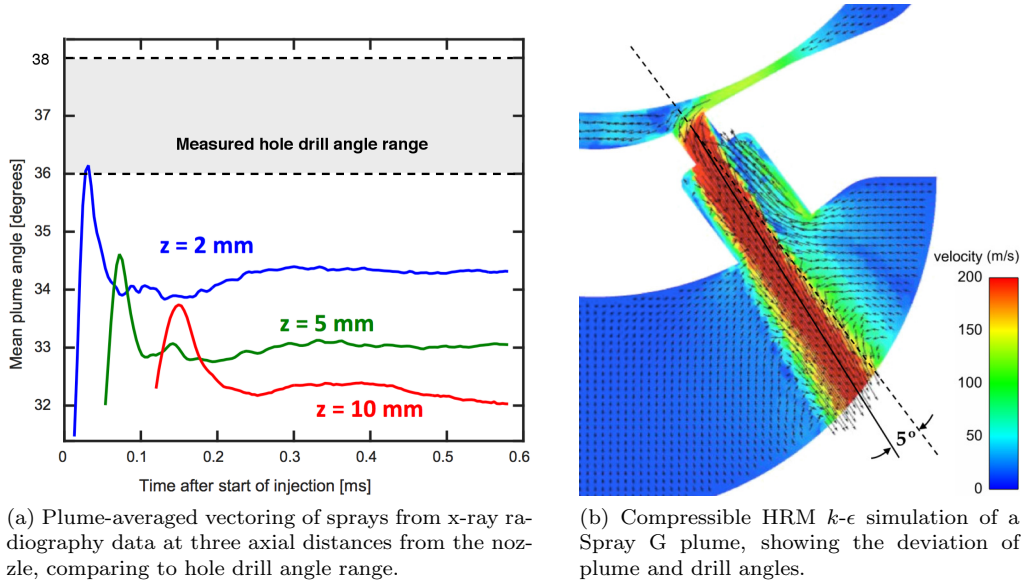 38
37
36
35
34
33
32
Mean plume angle [degrees]
Measured hole drill angle range
z = 2 mm
z = 5 mm
z = 10 mm
0
0.1
0.2
0.3
0.4
0.5
0.6
Time after start of injection [ms]
(a) Plume-averaged vectoring of sprays from x-ray ra-
diography data at three axial distances from the noz-
zle, comparing to hole drill angle range.
velocity (m/s)
200
150
100
50
0
5°
(b) Compressible HRM k-ϵ simulation of a
Spray G plume, showing the deviation of
plume and drill angles.